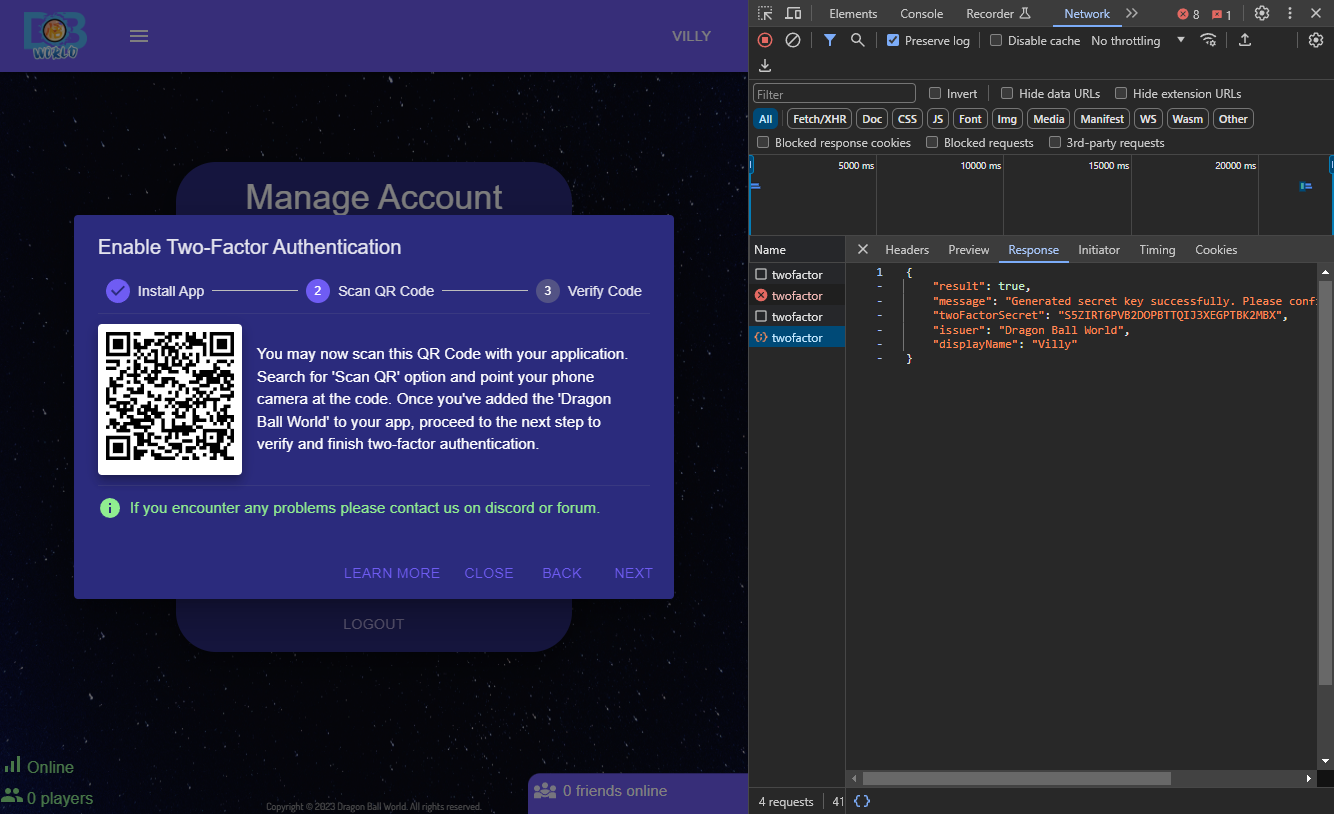 DB
WORLD
VILLY
Manage Account
Enable Two-Factor Authentication
Install App
2
Scan QR Code
3
Verify Code
You may now scan this QR Code with your application.
Search for 'Scan QR' option and point your phone
camera at the code. Once you've added the 'Dragon
Ball World' to your app, proceed to the next step to
verify and finish two-factor authentication.
If you encounter any problems please contact us on discord or forum.
LEARN MORE
CLOSE
BACK
NEXT
LOGOUT
Online
0 players
Copyright © 2023 Dragon Ball World. All rights reserved.
0 friends online
Elements
Console
Recorder
Network
8
1
Preserve log
Disable cache
No throttling
Filter
Invert
Hide data URLs
Hide extension URLs
All
Fetch/XHR
Doc
CSS
JS
Font
Img
Media
Manifest
WS
Wasm
Other
Blocked response cookies
Blocked requests
3rd-party requests
5000 ms
10000 ms
15000 ms
20000 ms
Name
Headers
Preview
Response
Initiator
Timing
Cookies
twofactor
twofactor
twofactor
twofactor
1 {
- "result": true,
- "message": "Generated secret key successfully. Please confi
- "twoFactorSecret": "S5ZIRT6PVB2DOPBTTQIJ3XEGPTBK2MBX",
- "issuer": "Dragon Ball World",
- "displayName": "Villy"
- }
4 requests
41
{ }